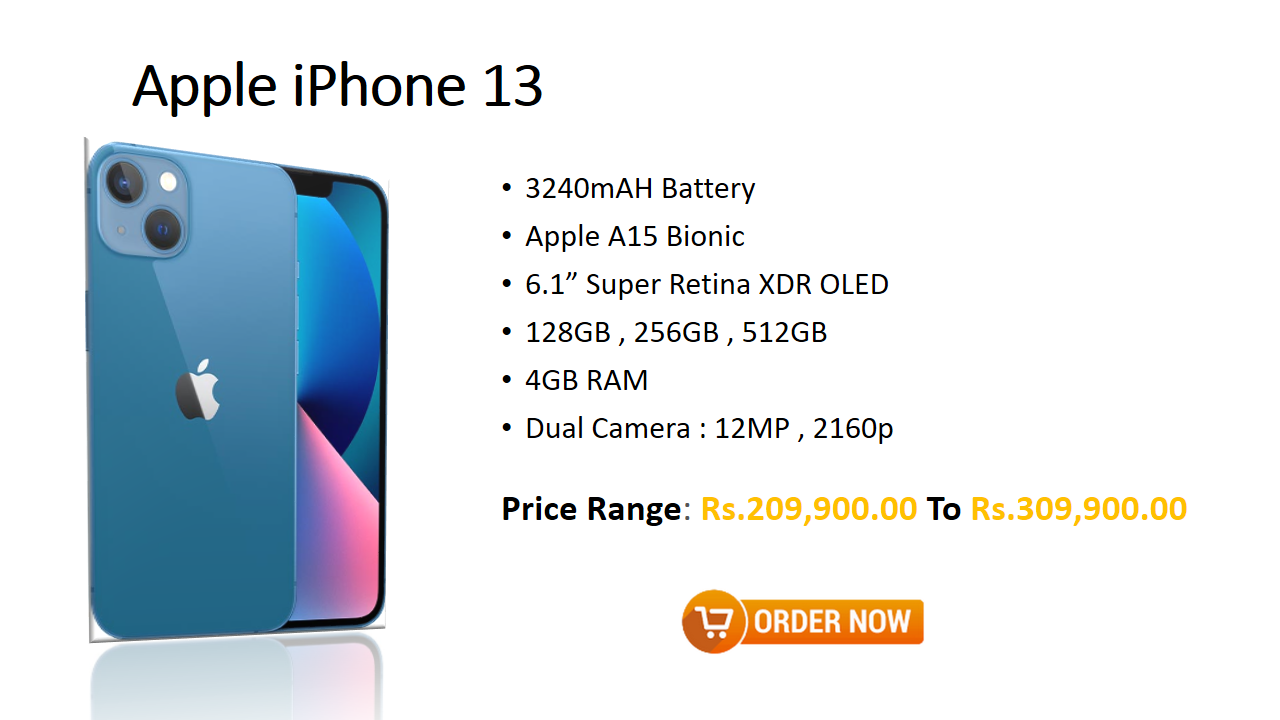 Apple iPhone 13
• 3240mAH Battery
• Apple A15 Bionic
• 6.1” Super Retina XDR OLED
• 128GB , 256GB , 512GB
• 4GB RAM
• Dual Camera : 12MP , 2160p
Price Range: Rs.209,900.00 To Rs.309,900.00
ORDER NOW